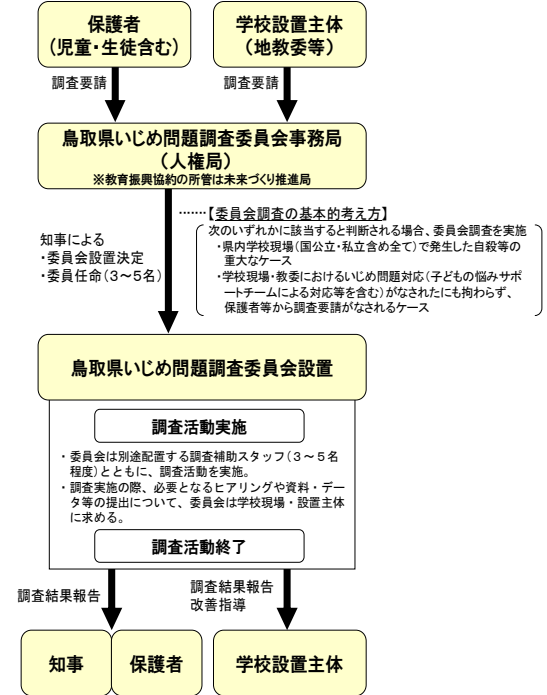 保護者
(児童・生徒含む)
学校設置主体
(地教委等)
調査要請
調査要請
鳥取県いじめ問題調査委員会事務局
(人権局)
※教育振興協約の所管は未来づくり推進局
………【委員会調査の基本的考え方】
次のいずれかに該当すると判断される場合、委員会調査を実施
・県内学校現場(国公立・私立含め全て)で発生した自殺等の
重大なケース
・学校現場・教委におけるいじめ問題対応(子どもの悩みサポ
ートチームによる対応等を含む)がなされたにも拘わらず、
保護者等から調査要請がなされるケース
知事による
・委員会設置決定
・委員任命(3~5名)
鳥取県いじめ問題調査委員会設置
調査活動実施
・委員会は別途配置する調査補助スタッフ(3~5名
程度)とともに、調査活動を実施。
・調査実施の際、必要となるヒアリングや資料・デー
タ等の提出について、委員会は学校現場・設置主体
に求める。
調査活動終了
調査結果報告
調査結果報告
改善指導
知事
保護者
学校設置主体